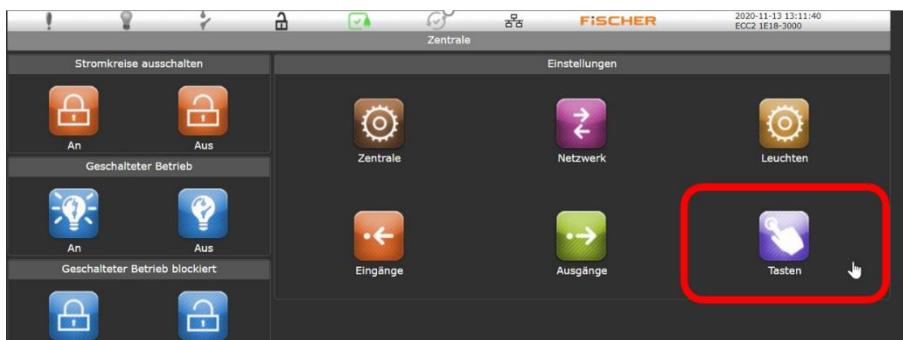 FiSCHER
2020-11-13 13:11:40
ECC2 1E18-3000
Zentrale
Stromkreise ausschalten
An
Aus
Geschalteter Betrieb
An
Aus
Geschalteter Betrieb blockiert
Einstellungen
Zentrale
Netzwerk
Leuchten
Eingänge
Ausgänge
Tasten